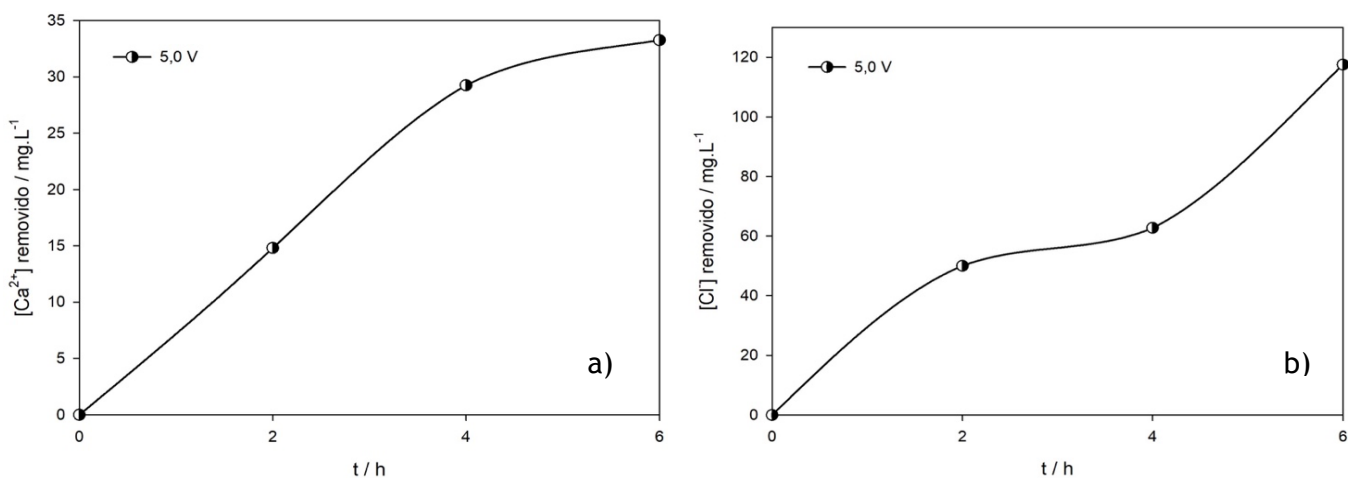 [Ca²⁺] removido / mg.L⁻¹
35
30
25
20
15
10
5
0
5,0 V
a)
0 2 4 6
t / h
[Cl⁻] removido / mg.L⁻¹
120
100
80
60
40
20
0
5,0 V
b)
0 2 4 6
t / h